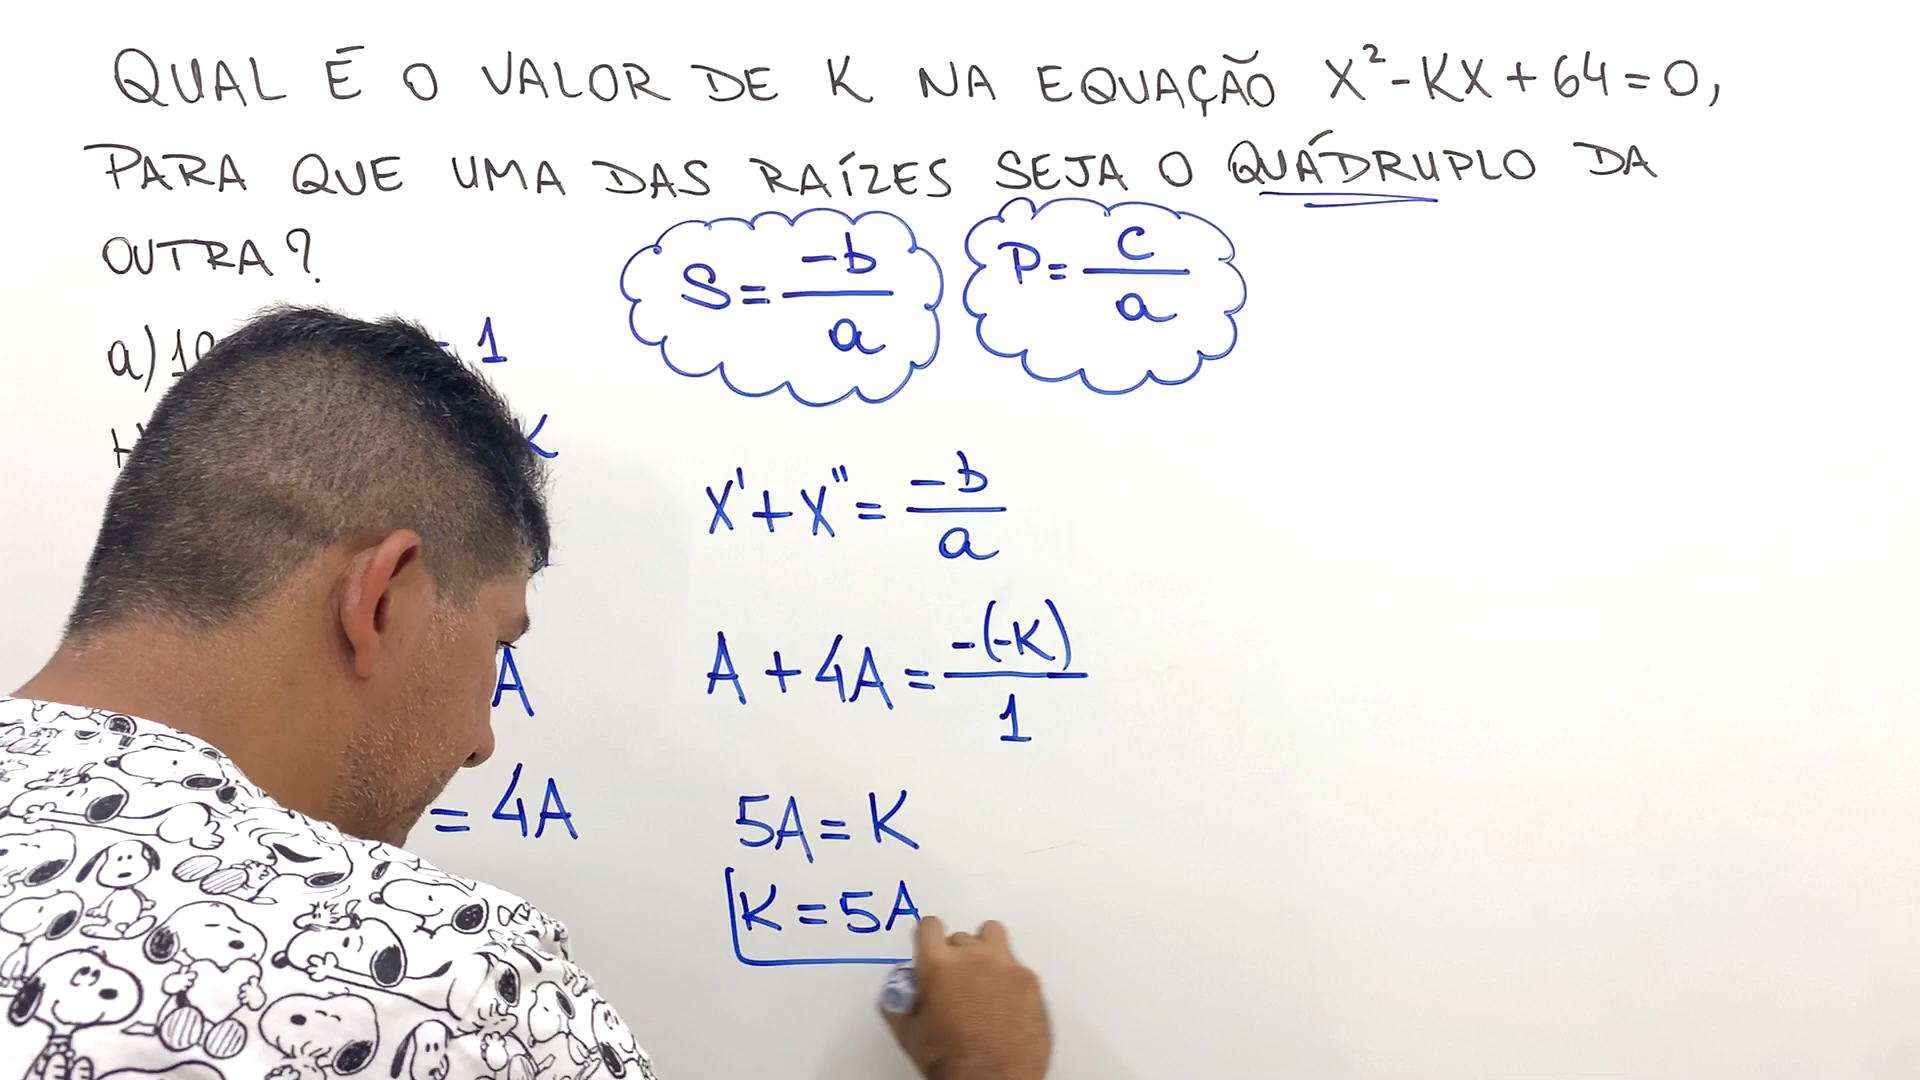 QUAL É O VALOR DE K NA EQUAÇÃO X²-KX+64=0,
PARA QUE UMA DAS RAÍZES SEJA O QUÁDRUPLO DA
OUTRA?
S = -b/a
P = c/a
a)
1
K
A
= 4A
X'+X" = -b/a
A + 4A = -(-K)/1
5A = K
K = 5A